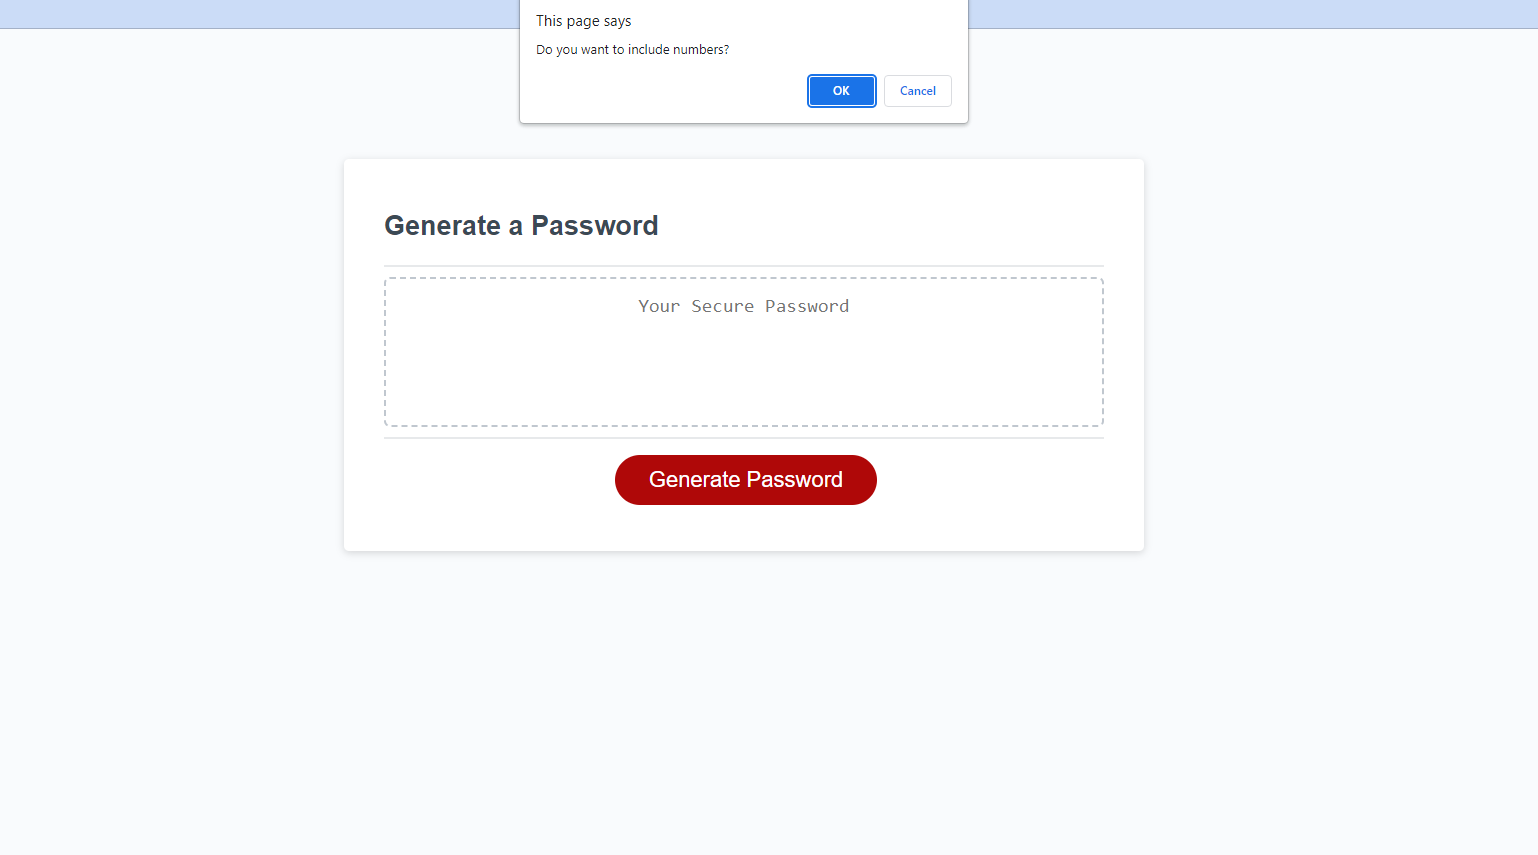 This page says
Do you want to include numbers?
OK Cancel
Generate a Password
Your Secure Password
Generate Password